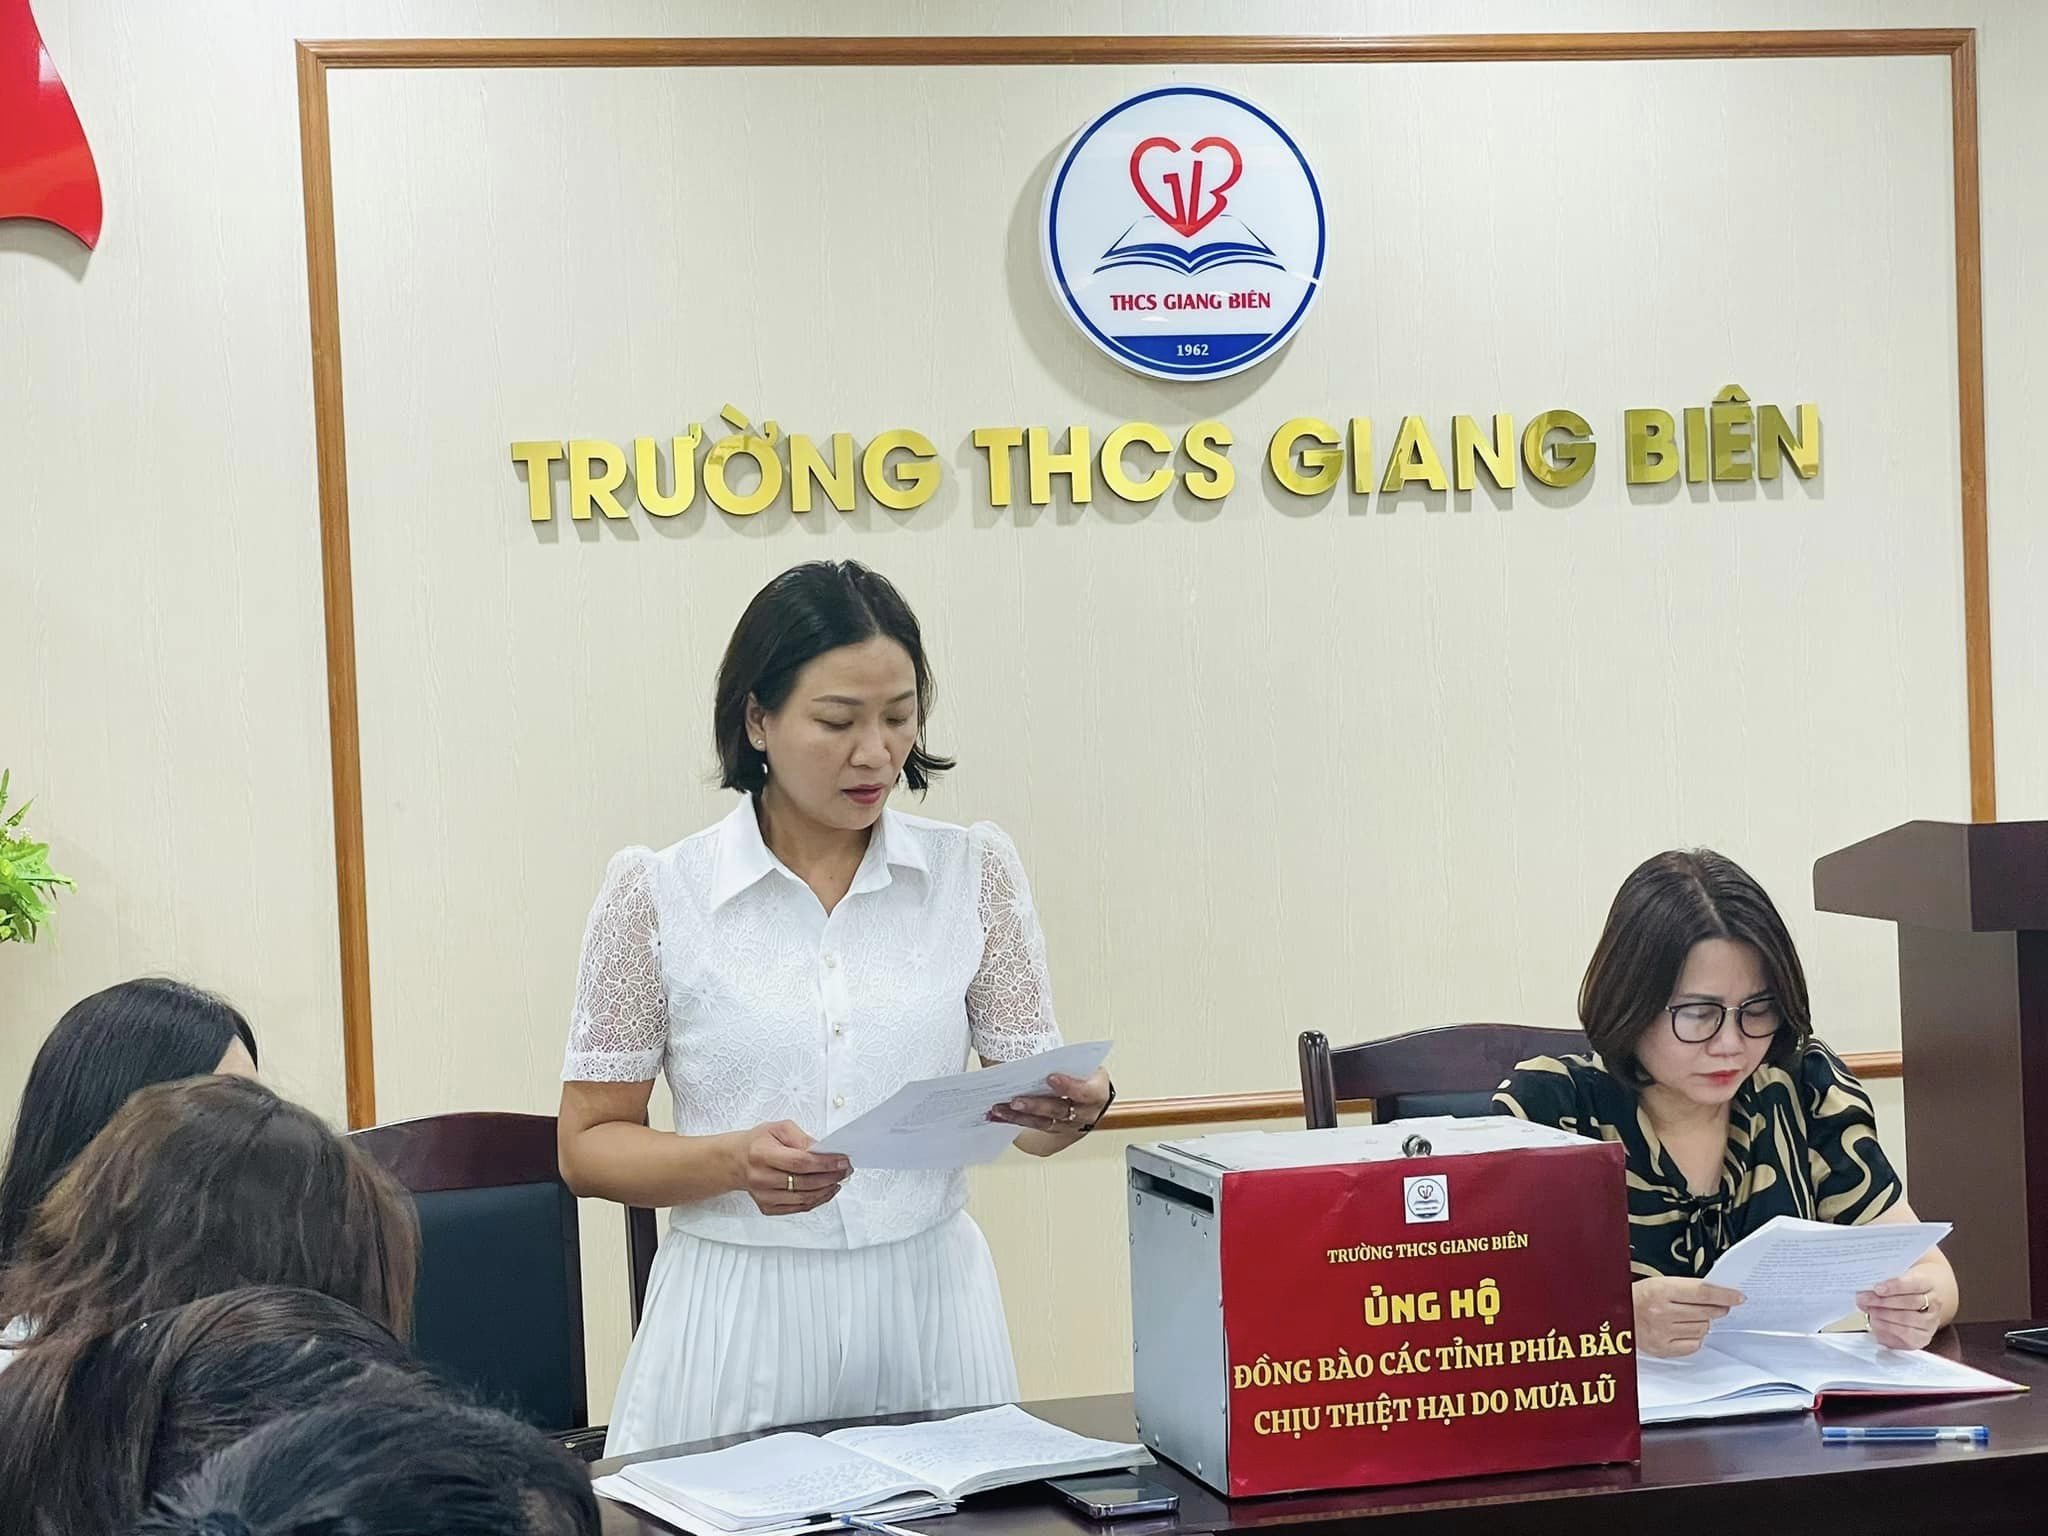 GB
THCS GIANG BIÊN
1962
TRƯỜNG THCS GIANG BIÊN
TRƯỜNG THCS GIANG BIÊN
ỦNG HỘ
ĐỒNG BÀO CÁC TỈNH PHÍA BẮC
CHỊU THIỆT HẠI DO MƯA LŨ